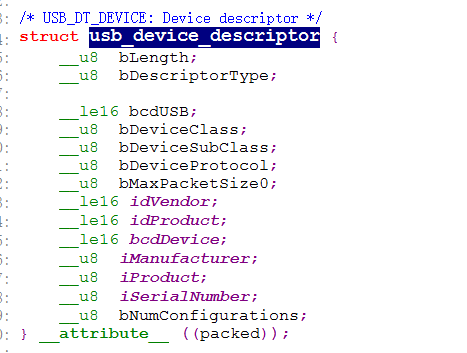 /* USB_DT_DEVICE: Device descriptor */
struct usb_device_descriptor {
__u8 bLength;
__u8 bDescriptorType;
__le16 bcdUSB;
__u8 bDeviceClass;
__u8 bDeviceSubClass;
__u8 bDeviceProtocol;
__u8 bMaxPacketSize0;
__le16 idVendor;
__le16 idProduct;
__le16 bcdDevice;
__u8 iManufacturer;
__u8 iProduct;
__u8 iSerialNumber;
__u8 bNumConfigurations;
} __attribute__ ((packed));